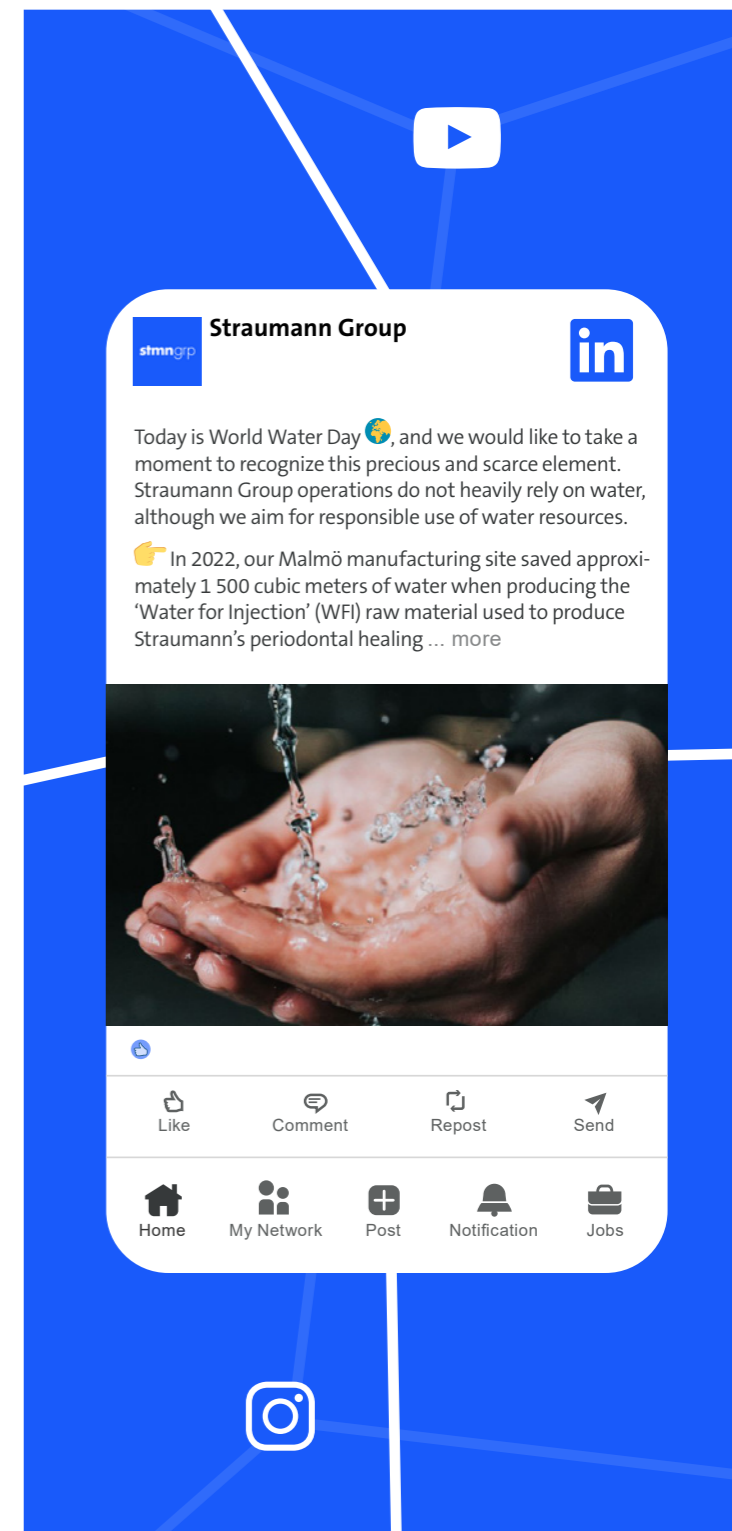 stmngrp
Straumann Group
in
Today is World Water Day 🌍, and we would like to take a
moment to recognize this precious and scarce element.
Straumann Group operations do not heavily rely on water,
although we aim for responsible use of water resources.
👉 In 2022, our Malmö manufacturing site saved approxi-
mately 1 500 cubic meters of water when producing the
‘Water for Injection’ (WFI) raw material used to produce
Straumann’s periodontal healing ... more
Like Comment Repost Send
Home My Network Post Notification Jobs